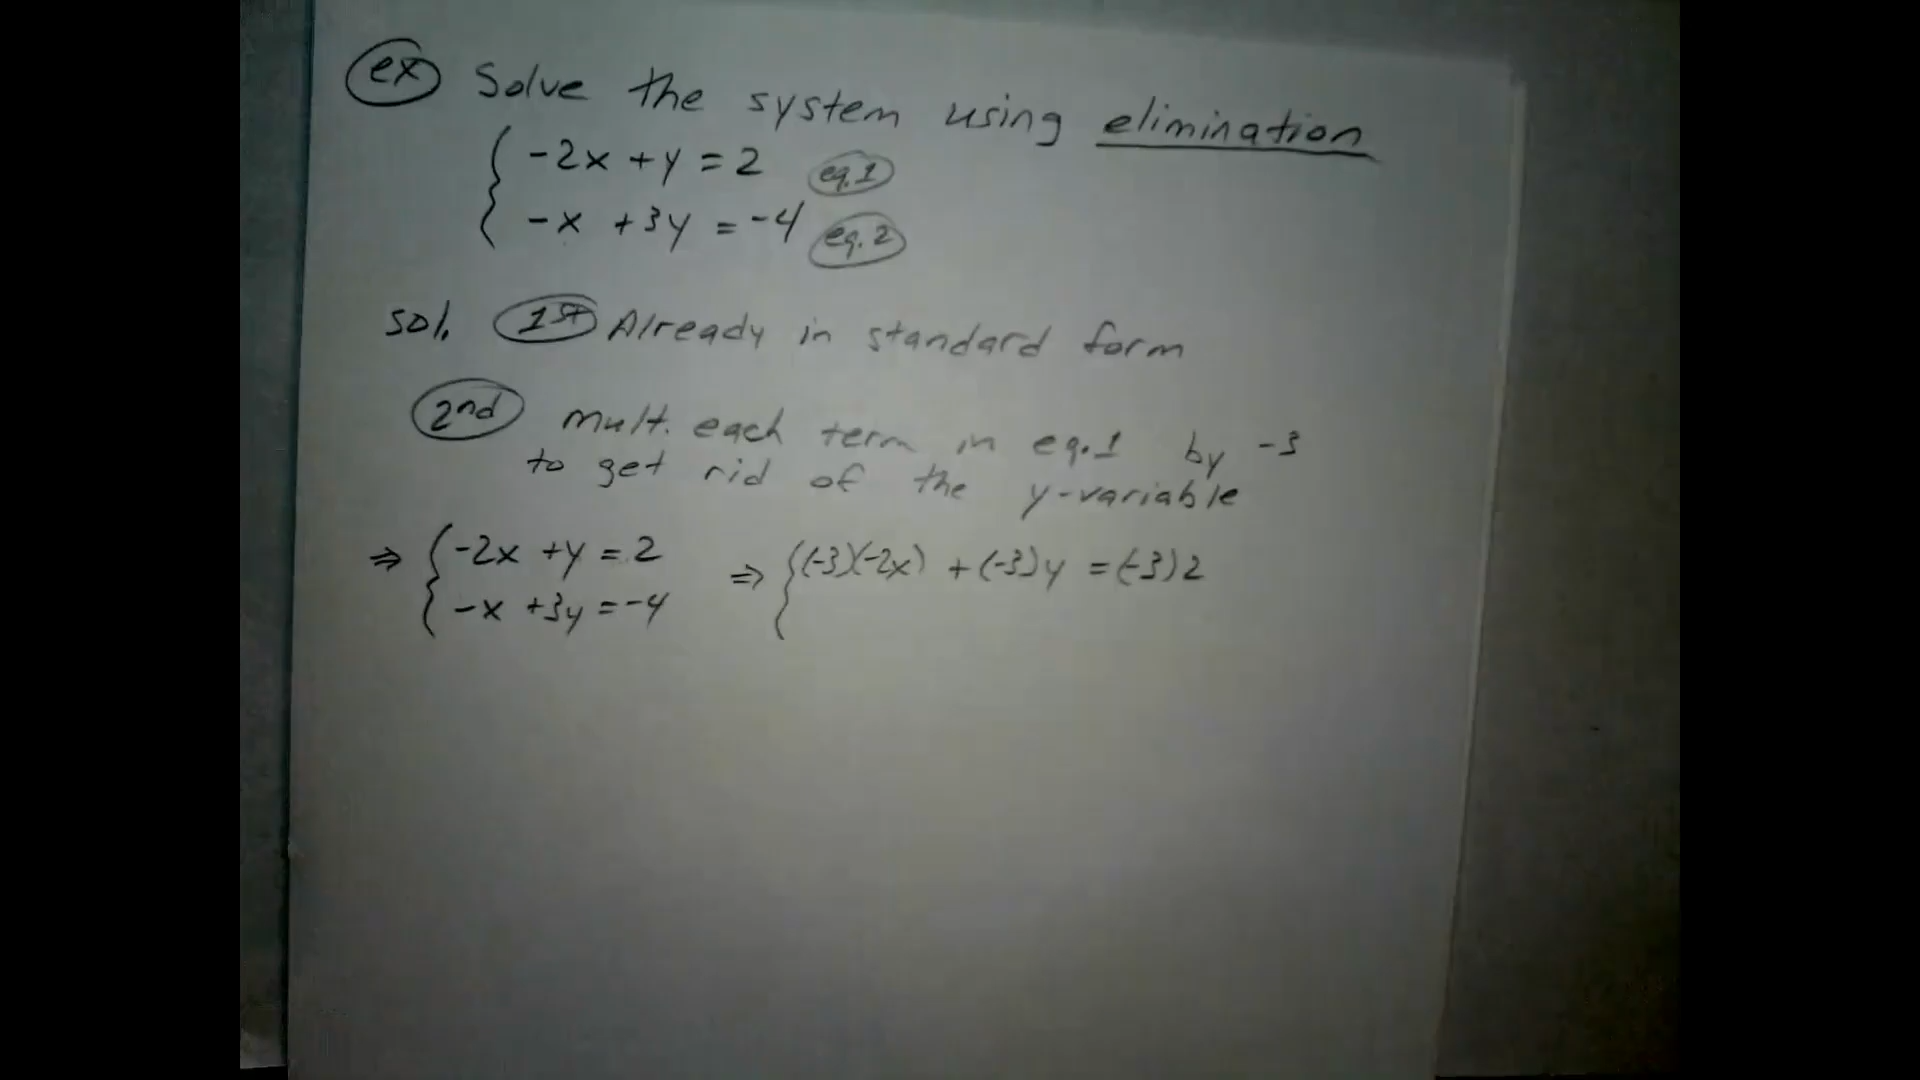 ex Solve the system using elimination
-2x + y = 2 eq.1
-x + 3y = -4 eq.2
sol. 1st Already in standard form
2nd mult. each term in eq.1 by -3
to get rid of the y-variable
⇒ { -2x + y = 2 ⇒ { (-3)(-2x) + (-3)y = (-3)2
-x + 3y = -4